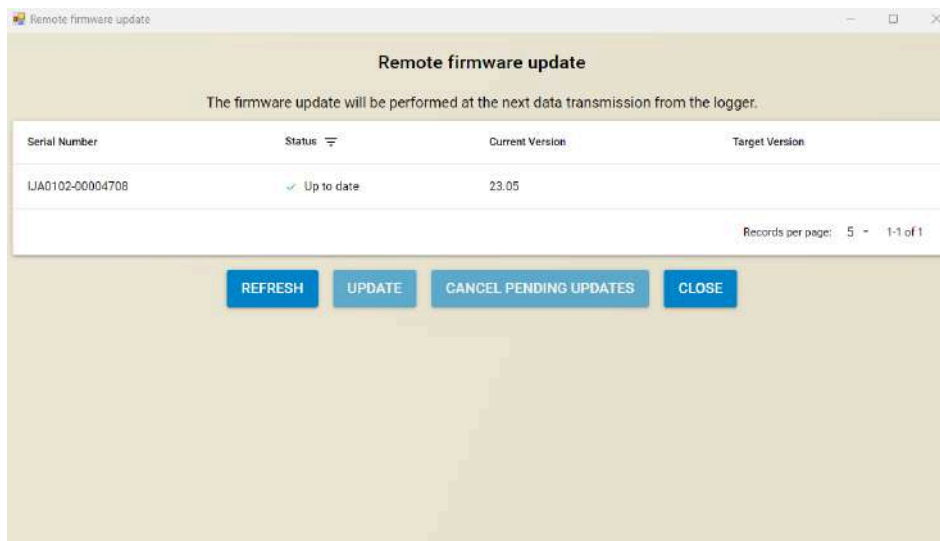 Remote firmware update
Remote firmware update
The firmware update will be performed at the next data transmission from the logger.
Serial Number Status Current Version Target Version
IJA0102-00004708 Up to date 23.05
Records per page: 5 1-1 of 1
REFRESH UPDATE CANCEL PENDING UPDATES CLOSE